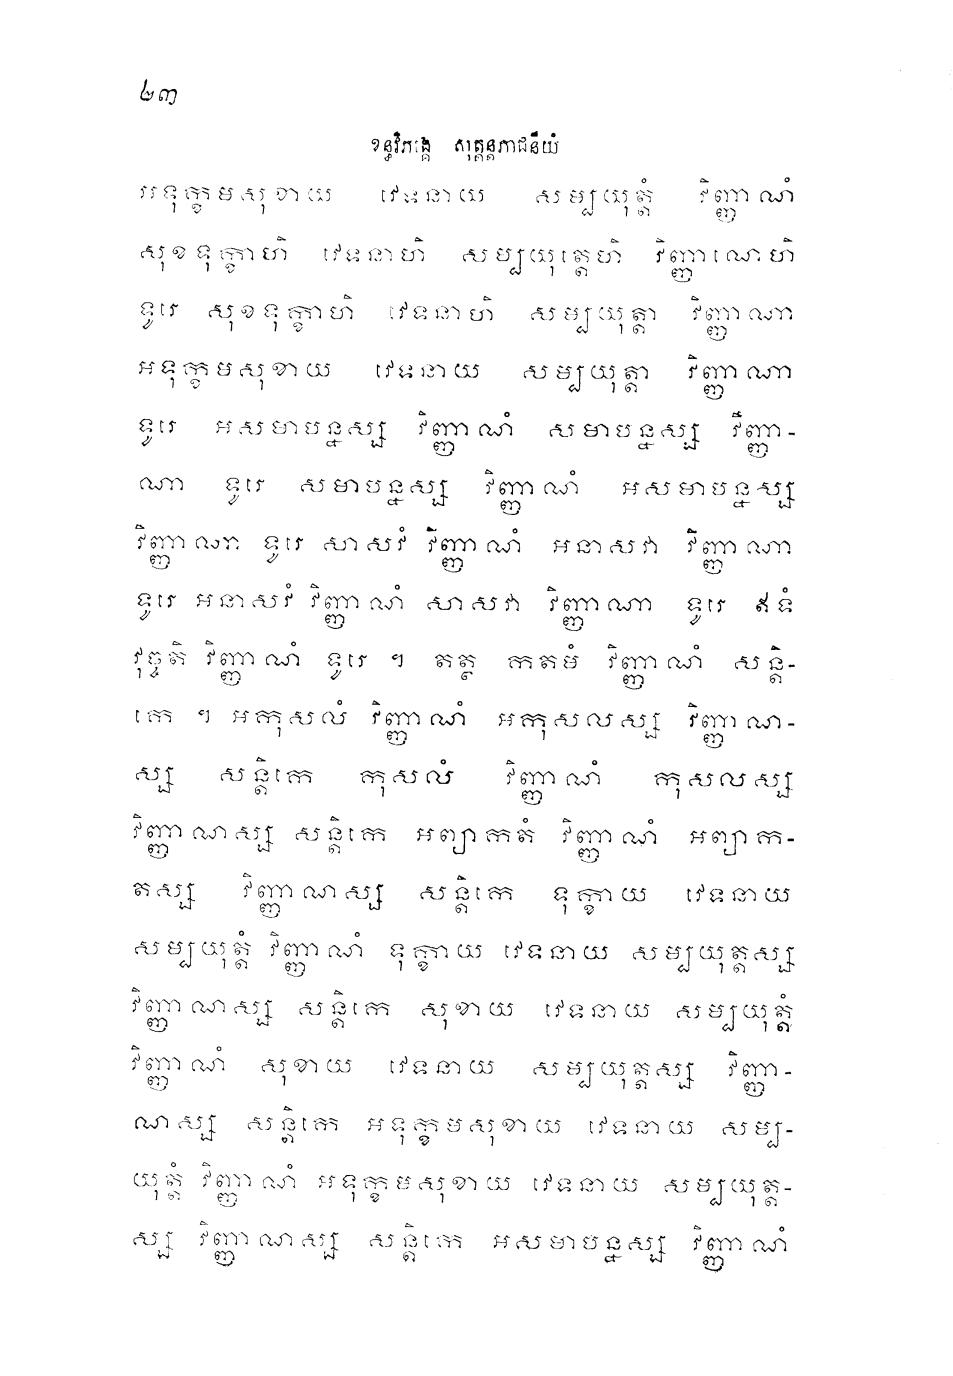 ៤៣
ខន្ធវិភង្គេ សុត្តន្តភាជនីយំ
អទុក្ខមសុខាយ វេទនាយ សម្បយុត្តំ វិញ្ញាណំ
សុខទុក្ខាហិ វេទនាហិ សម្បយុត្តេហិ វិញ្ញាណេហិ
ទូរេ សុខទុក្ខាហិ វេទនាហិ សម្បយុត្តា វិញ្ញាណា
អទុក្ខមសុខាយ វេទនាយ សម្បយុត្តា វិញ្ញាណា
ទូរេ អសមាបន្នស្ស វិញ្ញាណំ សមាបន្នស្ស វិញ្ញា-
ណា ទូរេ សមាបន្នស្ស វិញ្ញាណំ អសមាបន្នស្ស
វិញ្ញាណា ទូរេ សាសវំ វិញ្ញាណំ អនាសវា វិញ្ញាណា
ទូរេ អនាសវំ វិញ្ញាណំ សាសវា វិញ្ញាណា ទូរេ ឥទំ
វុច្ចតិ វិញ្ញាណំ ទូរេ ។ តត្ថ កតមំ វិញ្ញាណំ សន្តិ-
កេ ។ អកុសលំ វិញ្ញាណំ អកុសលស្ស វិញ្ញាណ-
ស្ស សន្តិកេ កុសលំ វិញ្ញាណំ កុសលស្ស
វិញ្ញាណស្ស សន្តិកេ អព្យាកតំ វិញ្ញាណំ អព្យាក-
តស្ស វិញ្ញាណស្ស សន្តិកេ ទុក្ខាយ វេទនាយ
សម្បយុត្តំ វិញ្ញាណំ ទុក្ខាយ វេទនាយ សម្បយុត្តស្ស
វិញ្ញាណស្ស សន្តិកេ សុខាយ វេទនាយ សម្បយុត្តំ
វិញ្ញាណំ សុខាយ វេទនាយ សម្បយុត្តស្ស វិញ្ញា-
ណស្ស សន្តិកេ អទុក្ខមសុខាយ វេទនាយ សម្ប-
យុត្តំ វិញ្ញាណំ អទុក្ខមសុខាយ វេទនាយ សម្បយុត្ត-
ស្ស វិញ្ញាណស្ស សន្តិកេ អសមាបន្នស្ស វិញ្ញាណំ